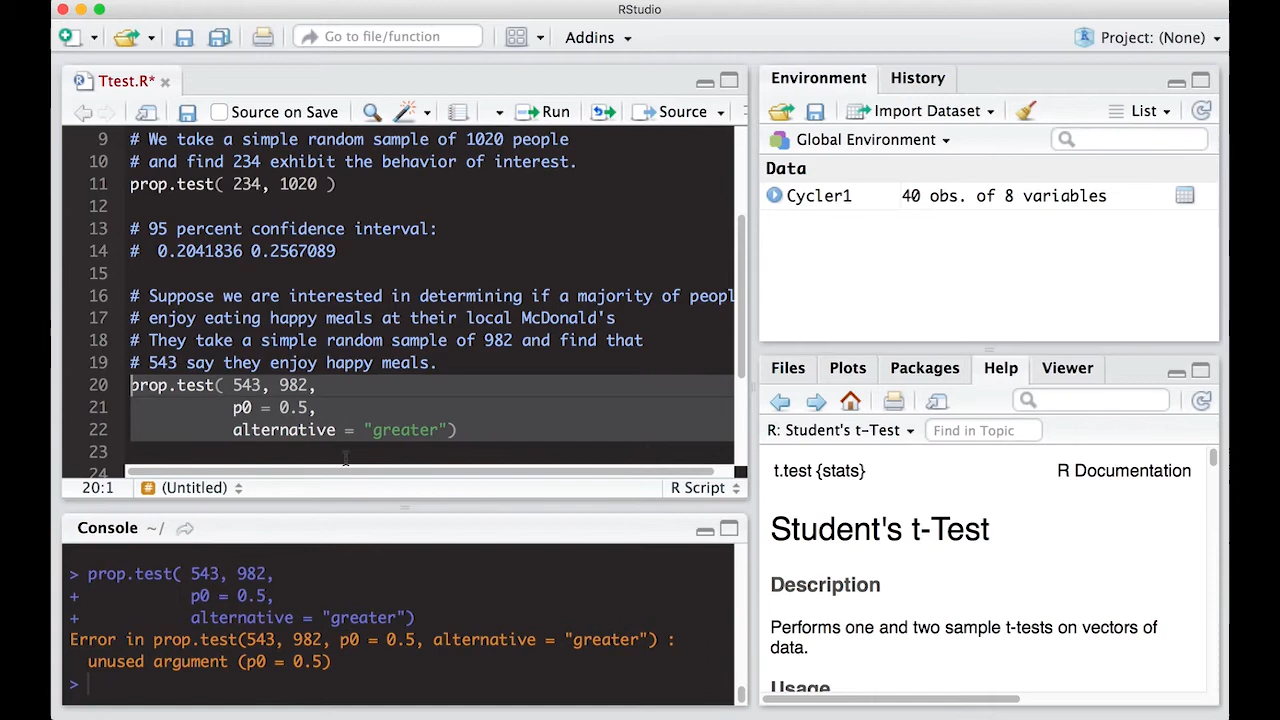 RStudio
Go to file/function
Addins
Project: (None)
Ttest.R*
Source on Save
Run
Source
9 # We take a simple random sample of 1020 people
10 # and find 234 exhibit the behavior of interest.
11 prop.test( 234, 1020 )
12
13 # 95 percent confidence interval:
14 #  0.2041836 0.2567089
15
16 # Suppose we are interested in determining if a majority of peopl
17 # enjoy eating happy meals at their local McDonald's
18 # They take a simple random sample of 982 and find that
19 # 543 say they enjoy happy meals.
20 prop.test( 543, 982,
21            p0 = 0.5,
22            alternative = "greater")
23
24
20:1 (Untitled) R Script
Console ~/
> prop.test( 543, 982,
+            p0 = 0.5,
+            alternative = "greater")
Error in prop.test(543, 982, p0 = 0.5, alternative = "greater") :
  unused argument (p0 = 0.5)
>
Environment History
Import Dataset List
Global Environment
Data
Cycler1 40 obs. of 8 variables
Files Plots Packages Help Viewer
R: Student's t-Test Find in Topic
t.test {stats} R Documentation
Student's t-Test
Description
Performs one and two sample t-tests on vectors of
data.
Usage